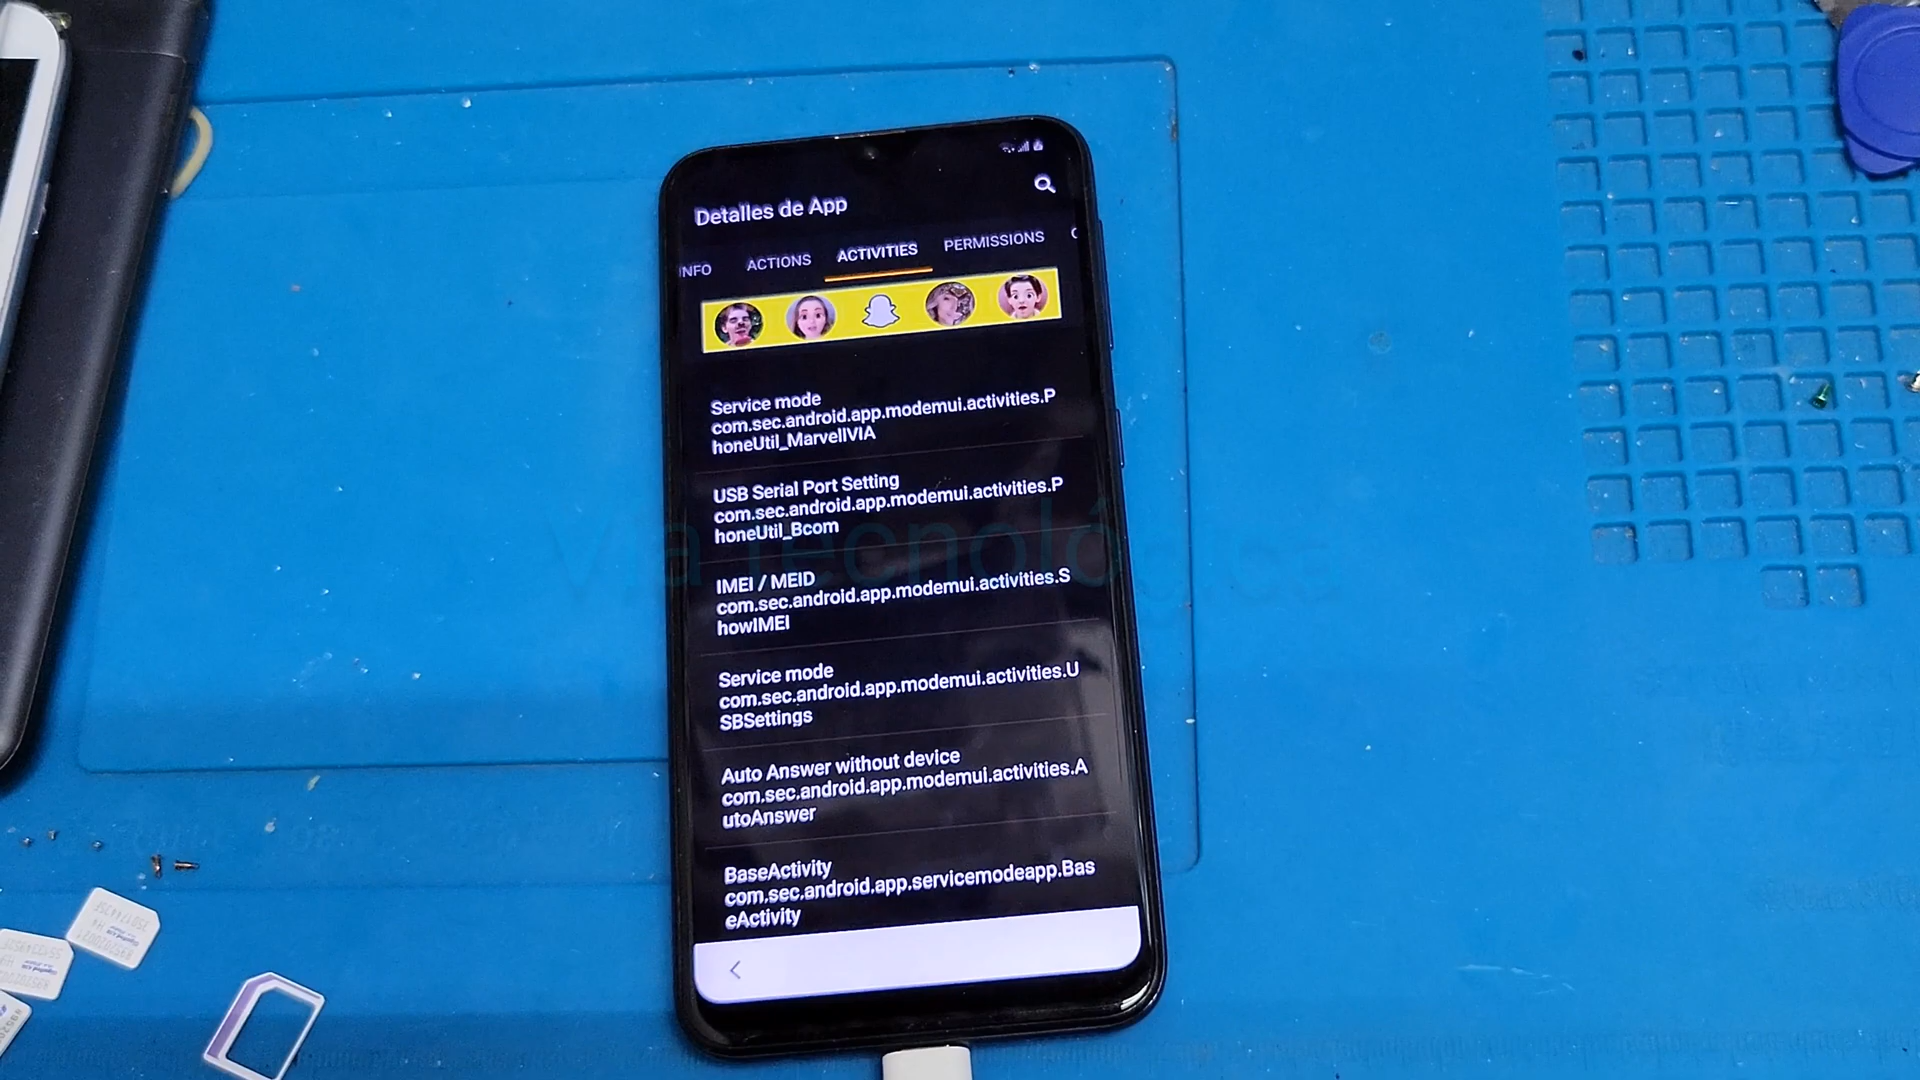 Detalles de App
INFO ACTIONS ACTIVITIES PERMISSIONS
Service mode
com.sec.android.app.modemui.activities.P
honeUtil_MarvellVIA
USB Serial Port Setting
com.sec.android.app.modemui.activities.P
honeUtil_Bcom
vía Tecnológica
IMEI / MEID
com.sec.android.app.modemui.activities.S
howIMEI
Service mode
com.sec.android.app.modemui.activities.U
SBSettings
Auto Answer without device
com.sec.android.app.modemui.activities.A
utoAnswer
BaseActivity
com.sec.android.app.servicemodeapp.Bas
eActivity